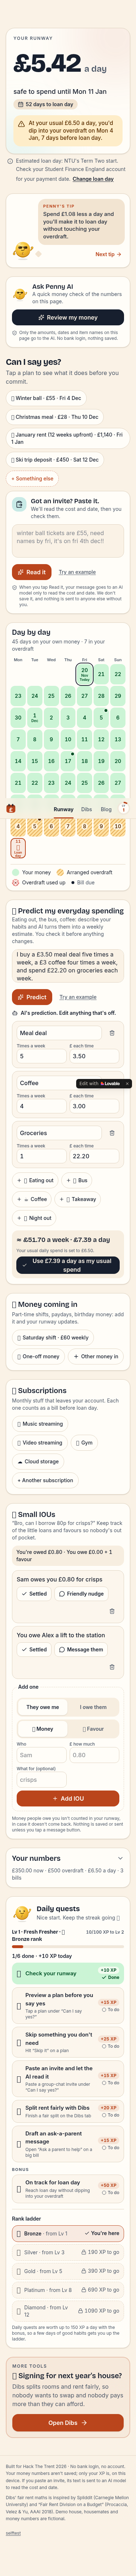 YOUR RUNWAY
£5.42 a day
safe to spend until Mon 11 Jan
52 days to loan day
At your usual £6.50 a day, you'd
dip into your overdraft on Mon 4
Jan, 7 days before loan day.
Estimated loan day: NTU's Term Two start.
Check your Student Finance England account
for your payment date. Change loan day
PENNY'S TIP
Spend £1.08 less a day and
you'll make it to loan day
without touching your
overdraft.
Next tip →
Ask Penny AI
A quick money check of the numbers
on this page.
Review my money
Only the amounts, dates and bill names on this
page go to the AI. No bank login, nothing saved.
Can I say yes?
Tap a plan to see what it does before you
commit.
Winter ball · £55 · Fri 4 Dec
Christmas meal · £28 · Thu 10 Dec
January rent (12 weeks upfront) · £1,140 · Fri
1 Jan
Ski trip deposit · £450 · Sat 12 Dec
+ Something else
Got an invite? Paste it.
We'll read the cost and date, then you
check them.
winter ball tickets are £55, need
names by fri, it's on fri 4th dec!!
Read it
Try an example
When you tap Read it, your message goes to an AI
model only to read the cost and date. We don't
save it, and nothing is sent to anyone else
without you.
Day by day
45 days on your own money · 7 in your
overdraft
Mon Tue Wed Thu Fri Sat Sun
20 Nov Today 21 22
23 24 25 26 27 28 29
30 1 Dec 2 3 4 5 6
7 8 9 10 11 12 13
14 15 16 17 18 19 20
21 22 23 24 25 26 27
Runway Dibs Blog
4 5 6 7 8 9 10
11
Your money
Arranged overdraft
Overdraft used up
Bill due
Predict my everyday spending
Eating out, the bus, coffee: describe your
habits and AI turns them into a weekly
estimate. You check it before anything
changes.
I buy a £3.50 meal deal five times
a week, a £3 coffee four times a
week, and £22.20 on groceries each
week.
Predict
Try an example
AI's prediction. Edit anything that's off.
Meal deal
Times a week £ each time
5 3.50
Coffee
Edit with Lovable ×
Times a week £ each time
4 3.00
Groceries
Times a week £ each time
1 22.20
+ Eating out
+ Bus
+ Coffee
+ Takeaway
+ Night out
≈ £51.70 a week · £7.39 a day
Your usual daily spend is set to £6.50.
Use £7.39 a day as my usual
spend
Money coming in
Regular shifts, paydays, birthday money: add
it and your runway updates.
Saturday shift · £60 weekly
One-off money
+ Other money in
Subscriptions
Monthly stuff that leaves your account. Each
one counts as a bill before loan day.
Music streaming
Video streaming
Gym
Cloud storage
+ Another subscription
Small IOUs
"Bro, can I borrow 80p for crisps?" Keep track
of the little loans and favours so nobody's out
of pocket.
You're owed £0.80 · You owe £0.00 + 1
favour
Sam owes you £0.80 for crisps
Settled
Friendly nudge
You owe Alex a lift to the station
Settled
Message them
Add one
They owe me
I owe them
Money
Favour
Who £ how much
Sam 0.80
What for (optional)
crisps
+ Add IOU
Money people owe you isn't counted in your runway,
in case it doesn't come. Nothing is saved or sent
unless you tap a message button.
Your numbers
£350.00 now · £500 overdraft · £6.50 a day · 3
bills
Daily quests
Nice start. Keep the streak going
Lv 1 · Fresh Fresher ·
Bronze rank
10/100 XP to Lv 2
1/6 done · +10 XP today
Check your runway
+10 XP
Done
Preview a plan before you
say yes
Tap a plan under "Can I say
yes?"
+15 XP
To do
Skip something you don't
need
Hit "Skip it" on a plan
+25 XP
To do
Paste an invite and let the
AI read it
Paste a group-chat invite under
"Can I say yes?"
+15 XP
To do
Split rent fairly with Dibs
Finish a fair split on the Dibs tab
+20 XP
To do
Draft an ask-a-parent
message
Open "Ask a parent to help" on a
big bill
+15 XP
To do
BONUS
On track for loan day
Reach loan day without dipping
into your overdraft
+50 XP
To do
Rank ladder
Bronze · from Lv 1
You're here
Silver · from Lv 3
190 XP to go
Gold · from Lv 5
390 XP to go
Platinum · from Lv 8
690 XP to go
Diamond · from Lv
12
1090 XP to go
Daily quests are worth up to 150 XP a day with the
bonus, so a few days of good habits gets you up the
ladder.
MORE TOOLS
Signing for next year's house?
Dibs splits rooms and rent fairly, so
nobody wants to swap and nobody pays
more than they can afford.
Open Dibs →
Built for Hack The Trent 2026 · No bank login, no account.
Your numbers aren't saved; only your XP is, on this
device. If you paste an invite, its text is sent to an AI model
to read the cost and date.
Dibs' fair rent maths is inspired by Spliddit (Carnegie Mellon
University) and "Fair Rent Division on a Budget" (Procaccia,
Velez & Yu, AAAI 2018). Demo house, housemates and
money numbers are fictional.
selftest